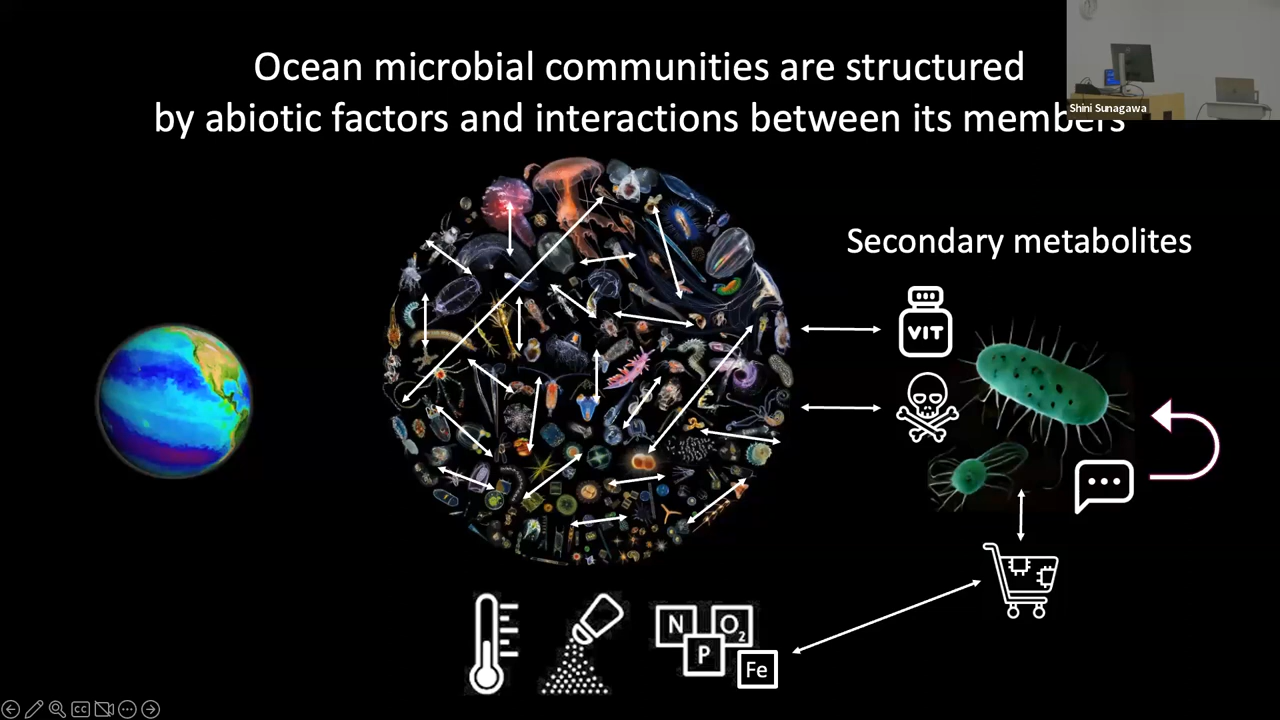 Ocean microbial communities are structured
by abiotic factors and interactions between its members
Shini Sunagawa
Secondary metabolites
VIT
N
O2
P
Fe
CC